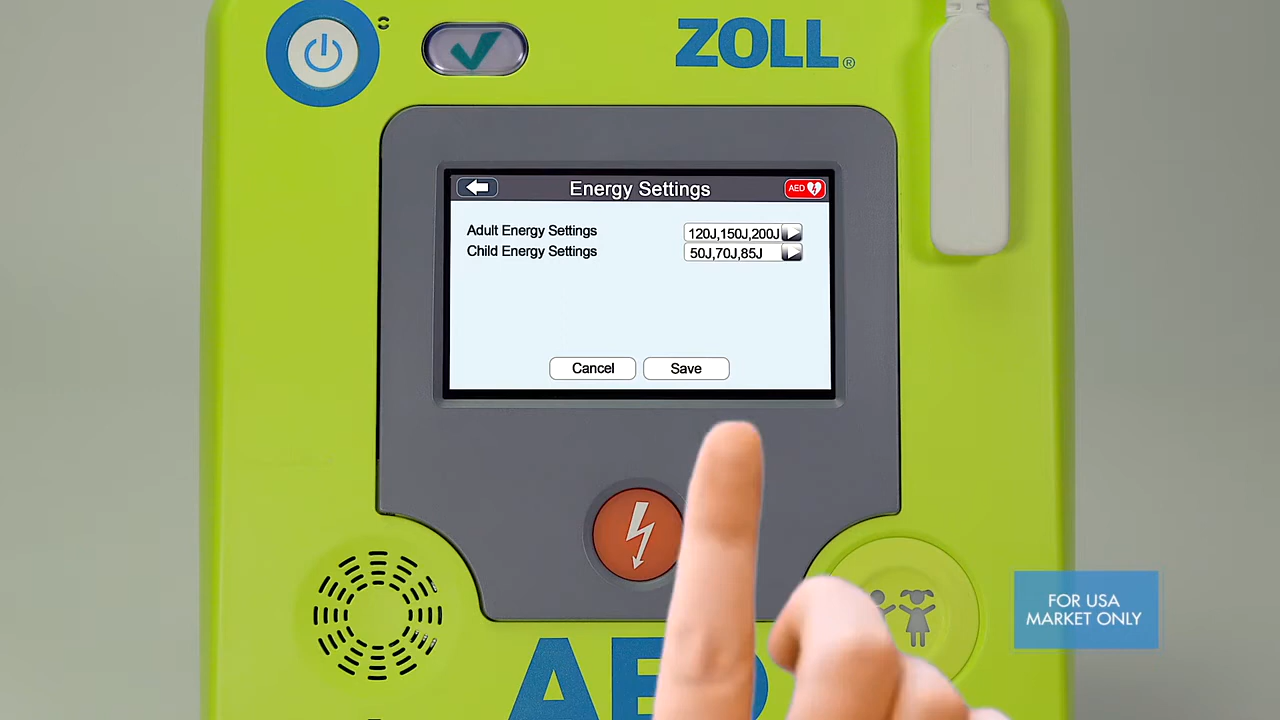 ZOLL®
Energy Settings
AED
Adult Energy Settings 120J,150J,200J
Child Energy Settings 50J,70J,85J
Cancel Save
FOR USA
MARKET ONLY
AED